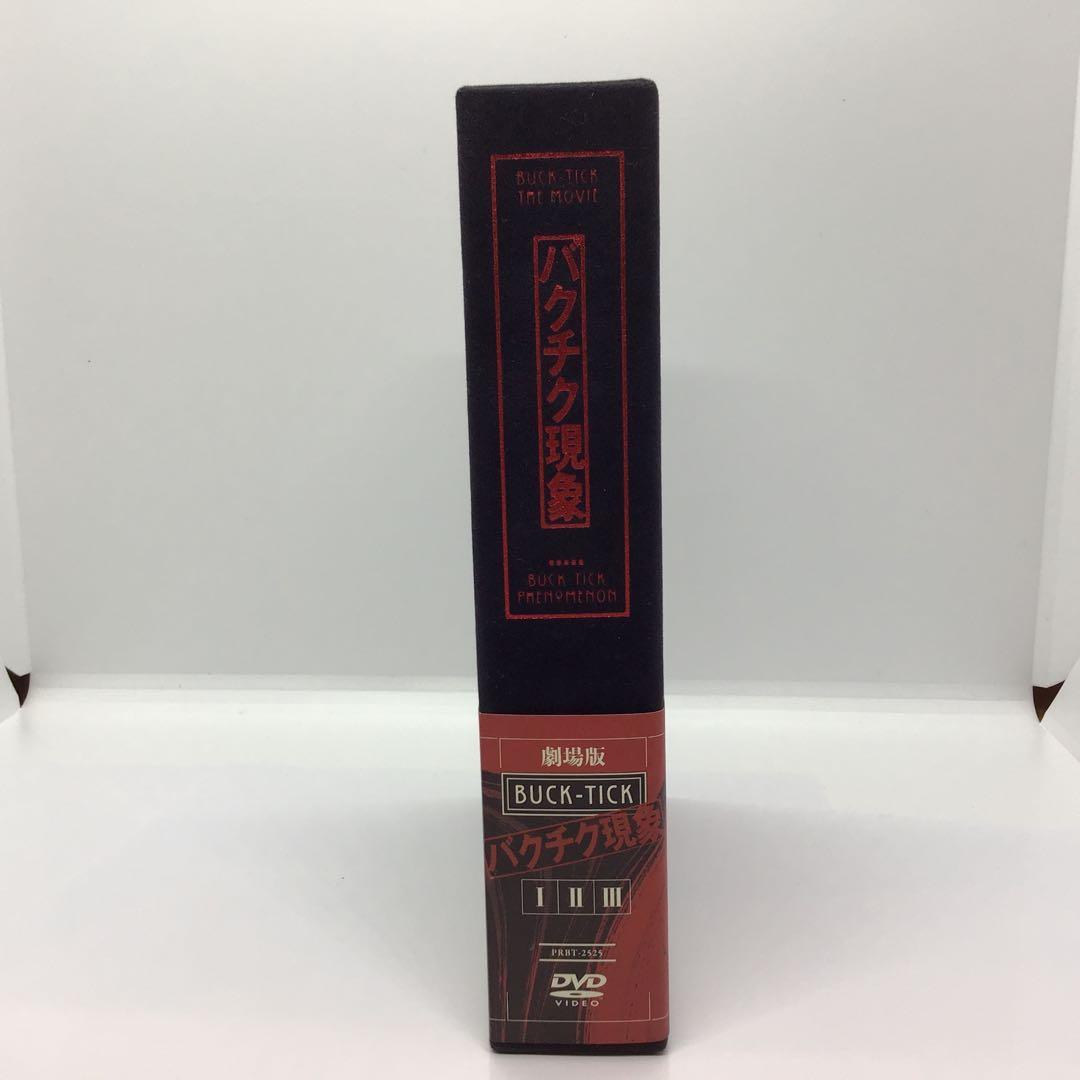 BUCK-TICK
THE MOVIE
バクチク現象
BUCK TICK
PHENOMENON
劇場版
BUCK-TICK
バクチク現象
I II III
PRBT-2525
DVD
VIDEO